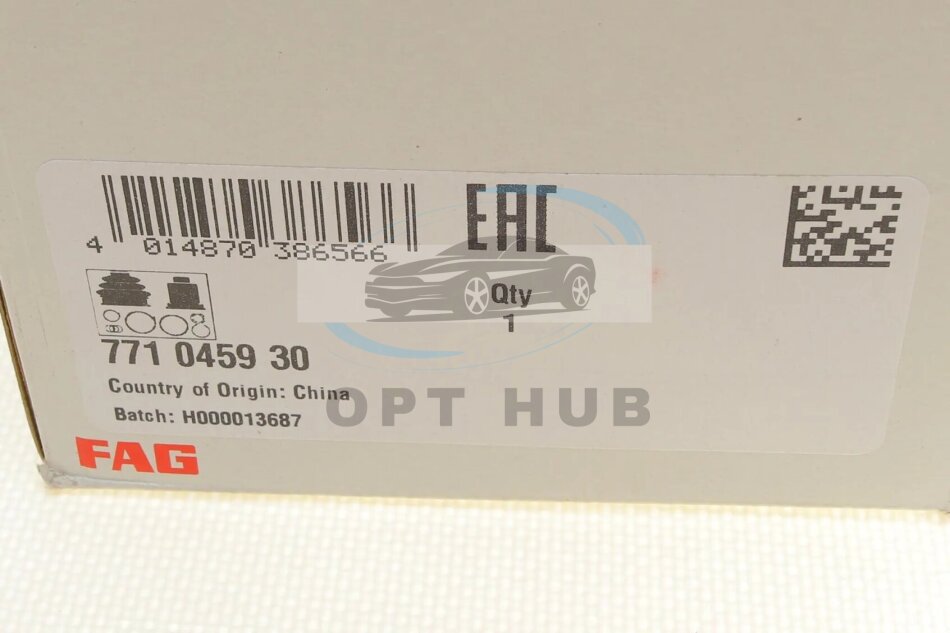 EAC
4 014870 386566
Qty
1
771 0459 30
Country of Origin: China
Batch: H000013687
OPT HUB
FAG